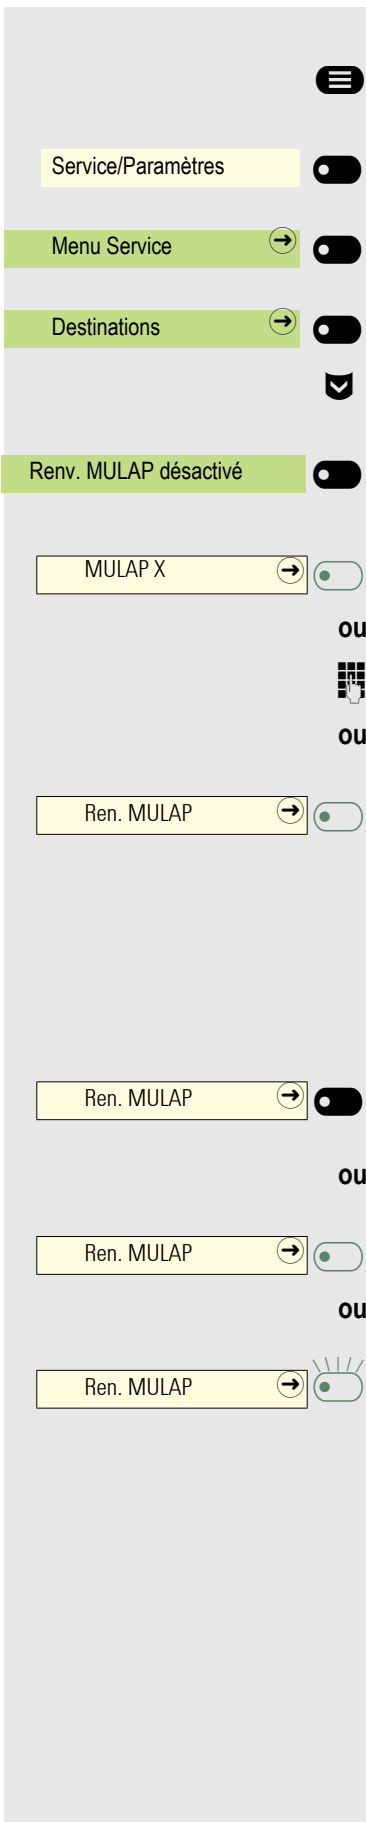 Service/Paramètres
Menu Service
Destinations
Renv. MULAP désactivé
MULAP X
ou
ou
Ren. MULAP
Ren. MULAP
ou
Ren. MULAP
ou
Ren. MULAP